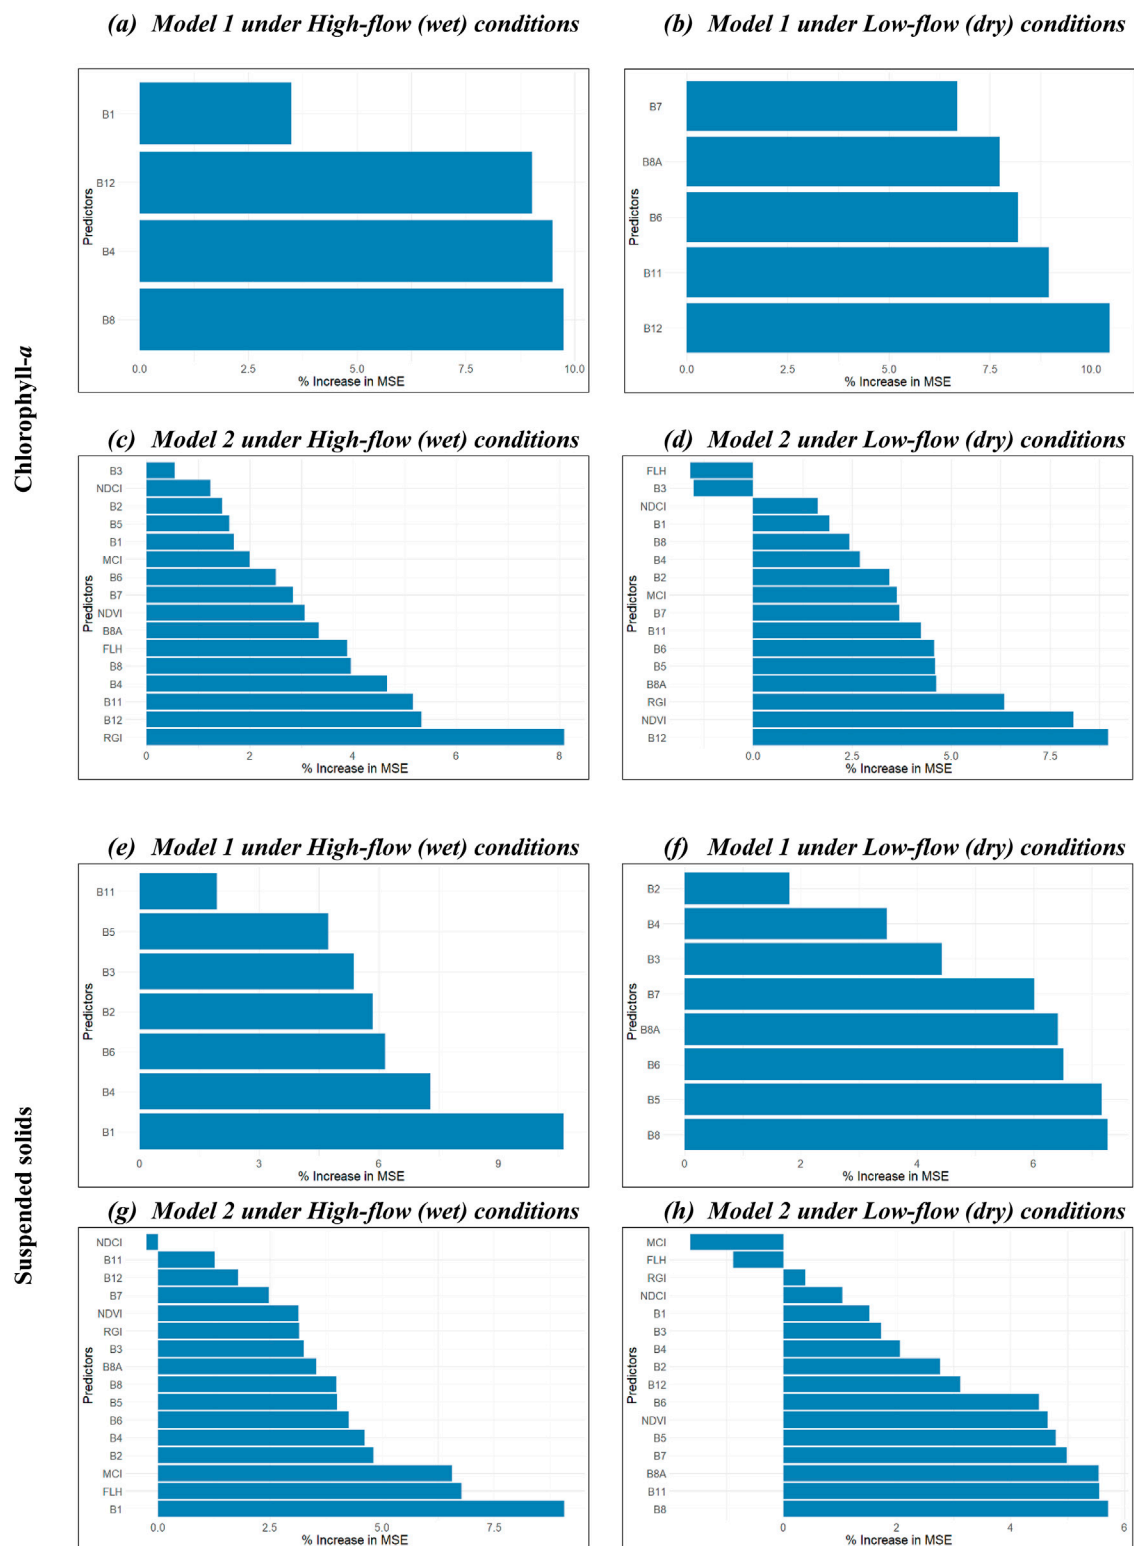 (a) Model 1 under High-flow (wet) conditions
B1
B12
B4
B8
Predictors
0.0 2.5 5.0 7.5 10.0
% Increase in MSE
(b) Model 1 under Low-flow (dry) conditions
B7
B8A
B6
B11
B12
Predictors
0.0 2.5 5.0 7.5 10.0
% Increase in MSE
Chlorophyll-a
(c) Model 2 under High-flow (wet) conditions
B3
NDCI
B2
B5
B1
MCI
B6
B7
NDVI
B8A
FLH
B8
B4
B11
B12
RGI
Predictors
0 2 4 6 8
% Increase in MSE
(d) Model 2 under Low-flow (dry) conditions
FLH
B3
NDCI
B1
B8
B4
B2
MCI
B7
B11
B6
B5
B8A
RGI
NDVI
B12
Predictors
0.0 2.5 5.0 7.5
% Increase in MSE
(e) Model 1 under High-flow (wet) conditions
B11
B5
B3
B2
B6
B4
B1
Predictors
0 3 6 9
% Increase in MSE
(f) Model 1 under Low-flow (dry) conditions
B2
B4
B3
B7
B8A
B6
B5
B8
Predictors
0 2 4 6
% Increase in MSE
Suspended solids
(g) Model 2 under High-flow (wet) conditions
NDCI
B11
B12
B7
NDVI
RGI
B3
B8A
B8
B5
B6
B4
B2
MCI
FLH
B1
Predictors
0.0 2.5 5.0 7.5
% Increase in MSE
(h) Model 2 under Low-flow (dry) conditions
MCI
FLH
RGI
NDCI
B1
B3
B4
B2
B12
B6
NDVI
B5
B7
B8A
B11
B8
Predictors
0 2 4 6
% Increase in MSE